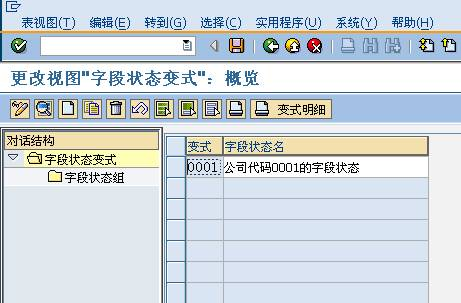 表视图(T) 编辑(E) 转到(G) 选择(C) 实用程序(U) 系统(Y) 帮助(H)
更改视图"字段状态变式": 概览
变式明细
对话结构
字段状态变式
字段状态组
变式 字段状态名
0001 公司代码0001的字段状态